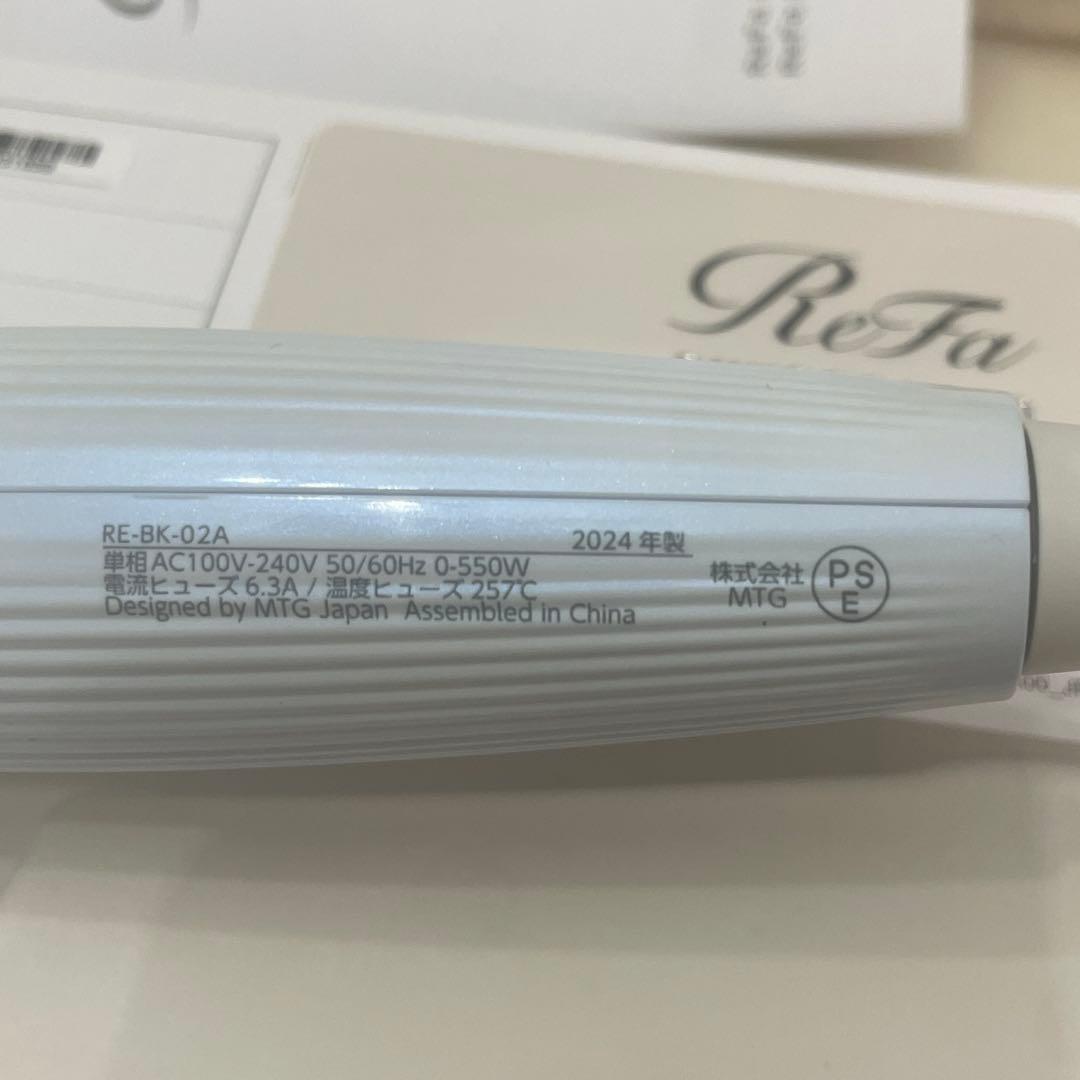 ReFa
ReFa
ReFa
RE-BK-02A
2024年製
単相AC100V-240V 50/60Hz 0-550W
電流ヒューズ6.3A / 温度ヒューズ257℃
Designed by MTG Japan Assembled in China
株式会社
MTG
PS
E